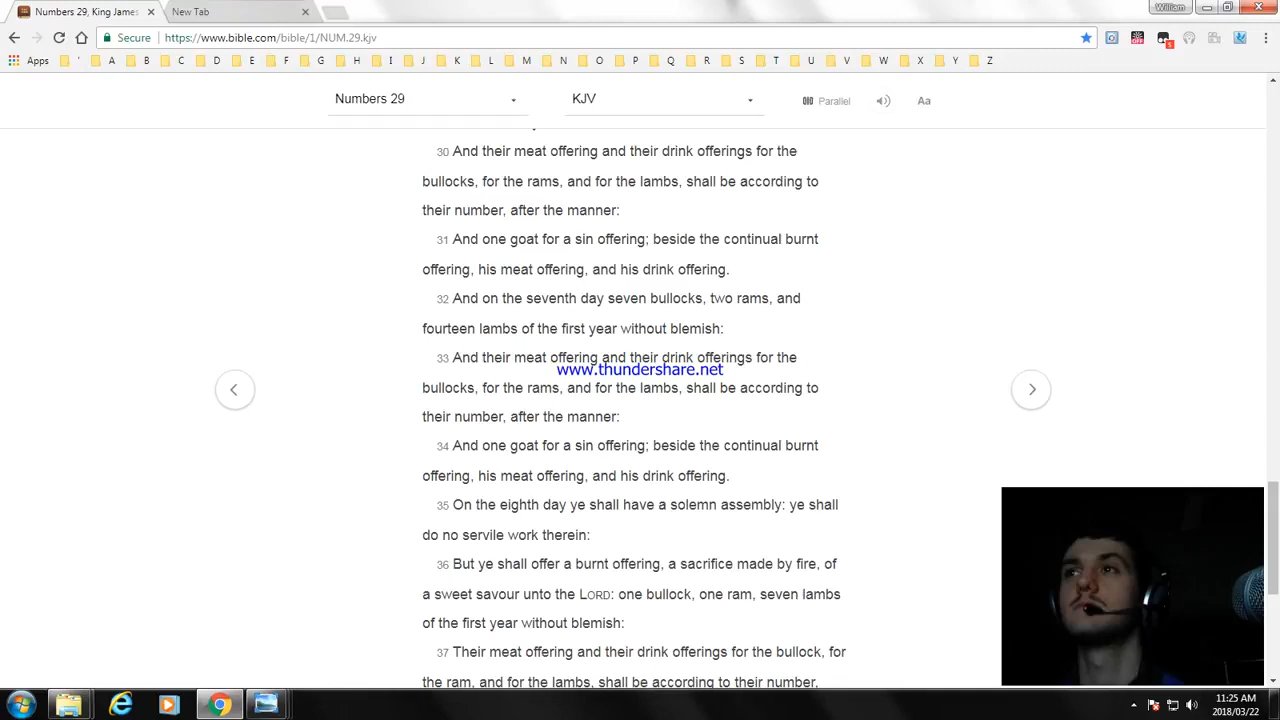 Numbers 29, King James
New Tab
William
Secure
https://www.bible.com/bible/1/NUM.29.kjv
Apps ' A B C D E F G H I J K L M N O P Q R S T U V W X Y Z
Numbers 29
KJV
Parallel
Aa
30 And their meat offering and their drink offerings for the
bullocks, for the rams, and for the lambs, shall be according to
their number, after the manner:
31 And one goat for a sin offering; beside the continual burnt
offering, his meat offering, and his drink offering.
32 And on the seventh day seven bullocks, two rams, and
fourteen lambs of the first year without blemish:
33 And their meat offering and their drink offerings for the
www.thundershare.net
bullocks, for the rams, and for the lambs, shall be according to
their number, after the manner:
34 And one goat for a sin offering; beside the continual burnt
offering, his meat offering, and his drink offering.
35 On the eighth day ye shall have a solemn assembly: ye shall
do no servile work therein:
36 But ye shall offer a burnt offering, a sacrifice made by fire, of
a sweet savour unto the LORD: one bullock, one ram, seven lambs
of the first year without blemish:
37 Their meat offering and their drink offerings for the bullock, for
the ram, and for the lambs, shall be according to their number,
11:25 AM
2018/03/22